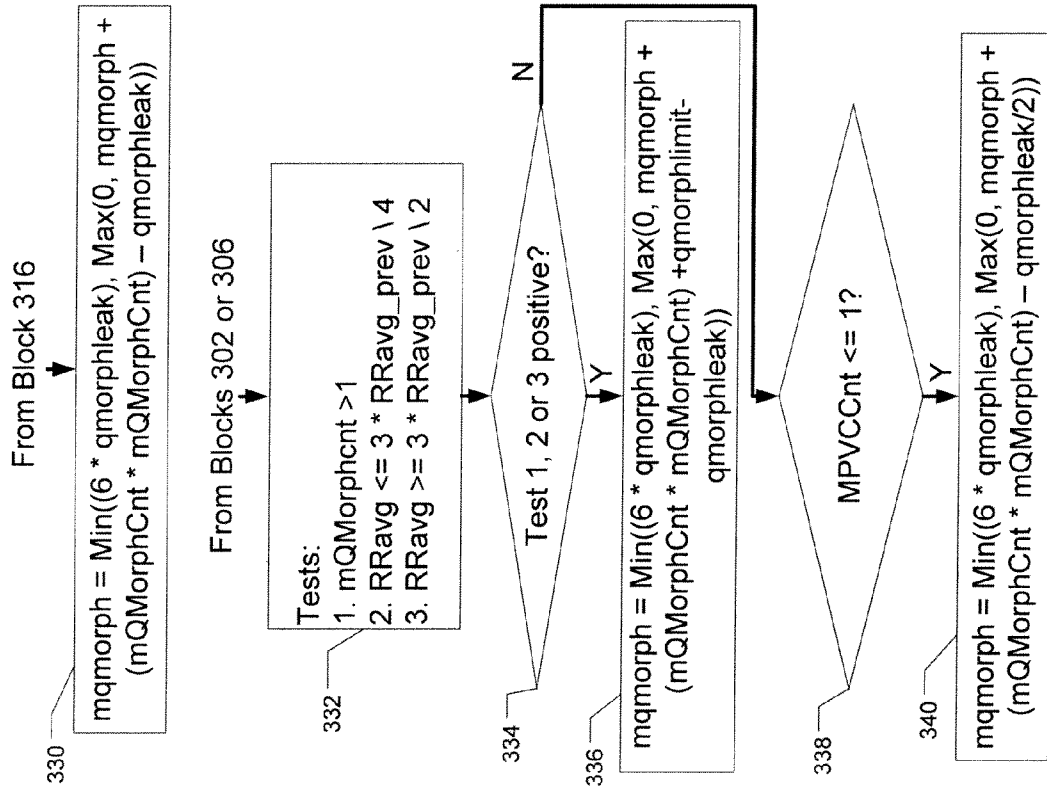 From Block 316
330
mqmorph = Min((6 * qmorphleak), Max(0, mqmorph +
(mQMorphCnt * mQMorphCnt) – qmorphleak))
From Blocks 302 or 306
332
Tests:
1. mQMorphcnt >1
2. RRavg <= 3 * RRavg_prev \ 4
3. RRavg >= 3 * RRavg_prev \ 2
334
Test 1, 2 or 3 positive?
N
Y
336
mqmorph = Min((6 * qmorphleak), Max(0, mqmorph +
(mQMorphCnt * mQMorphCnt) +qmorphlimit-
qmorphleak))
338
MPVCCnt <= 1?
Y
340
mqmorph = Min((6 * qmorphleak), Max(0, mqmorph +
(mQMorphCnt * mQMorphCnt) – qmorphleak/2))